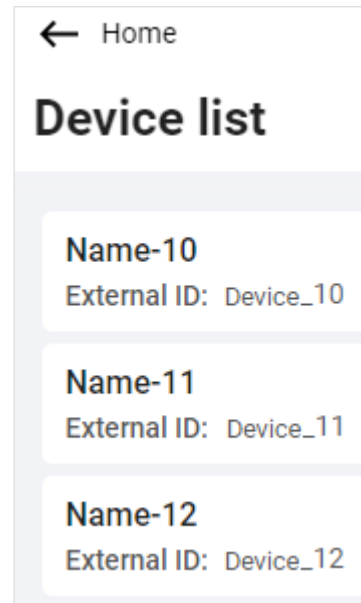 ← Home
Device list
Name-10
External ID: Device_10
Name-11
External ID: Device_11
Name-12
External ID: Device_12